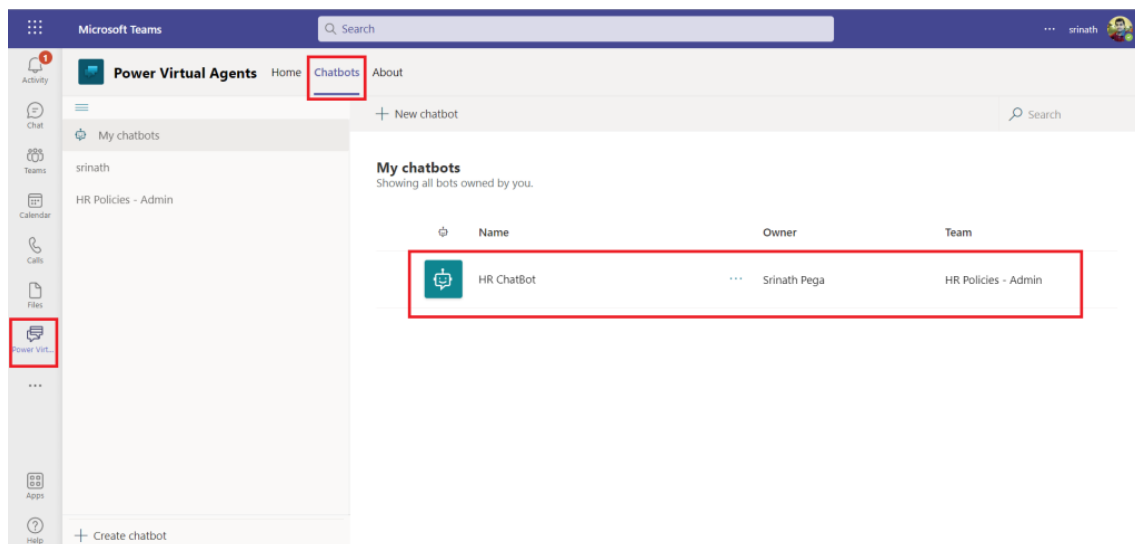 Microsoft Teams
Search
srinath
1
Activity
Chat
Teams
Calendar
Calls
Files
Power Virt...
Apps
Help
Power Virtual Agents Home Chatbots About
My chatbots
srinath
HR Policies - Admin
+ Create chatbot
+ New chatbot
Search
My chatbots
Showing all bots owned by you.
Name Owner Team
HR ChatBot ... Srinath Pega HR Policies - Admin